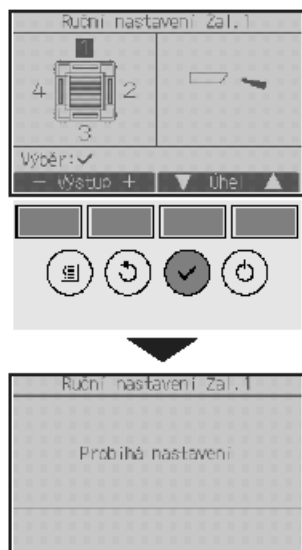 Ruční nastavení Žal.1
1
4
2
3
Výběr:✓
— Výstup + ▼ Úhel ▲
Ruční nastavení Žal.1
Probíhá nastavení